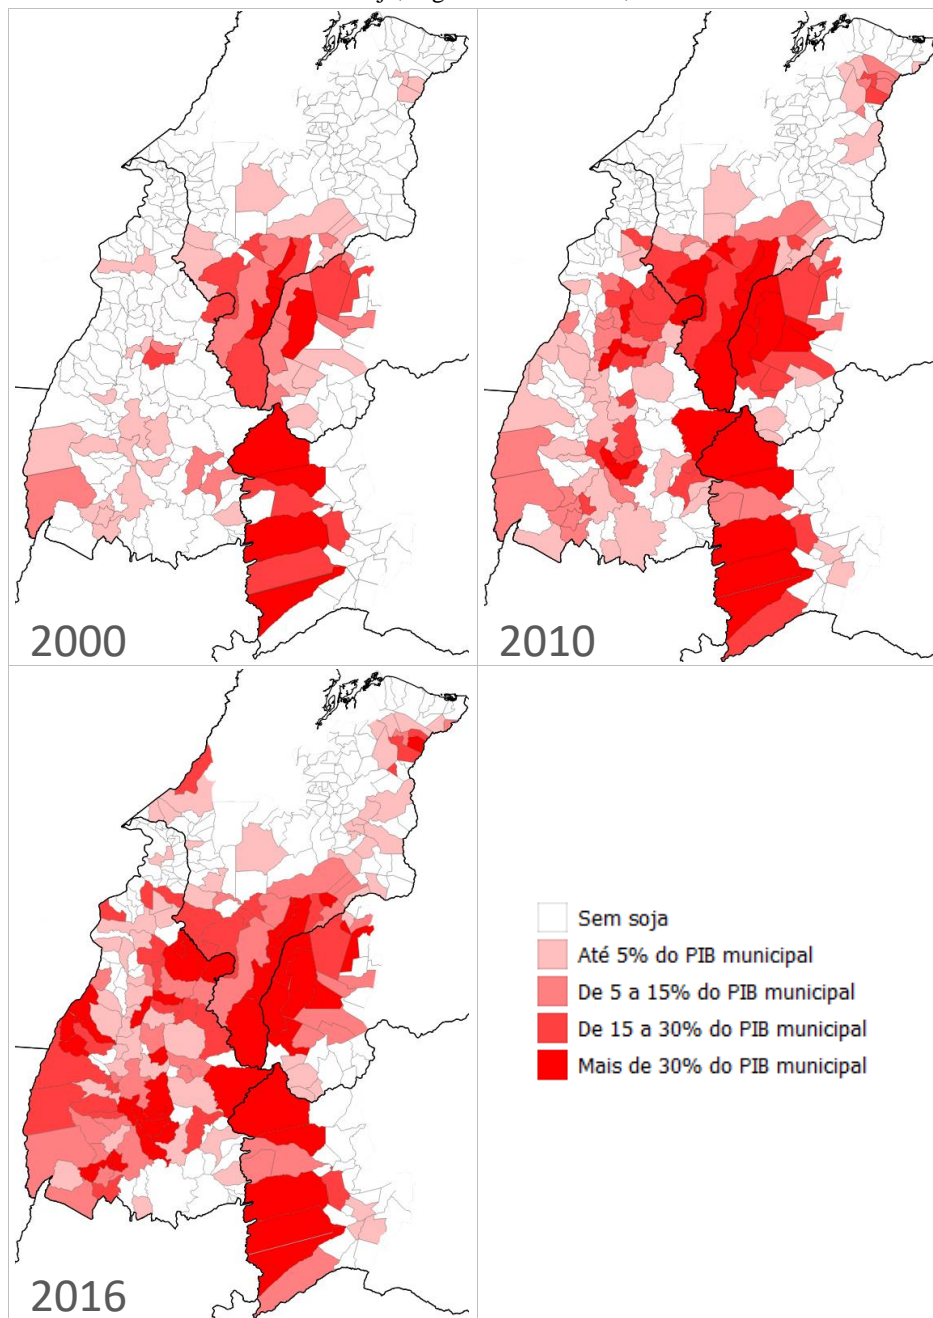 2000
2010
2016
Sem soja
Até 5% do PIB municipal
De 5 a 15% do PIB municipal
De 15 a 30% do PIB municipal
Mais de 30% do PIB municipal